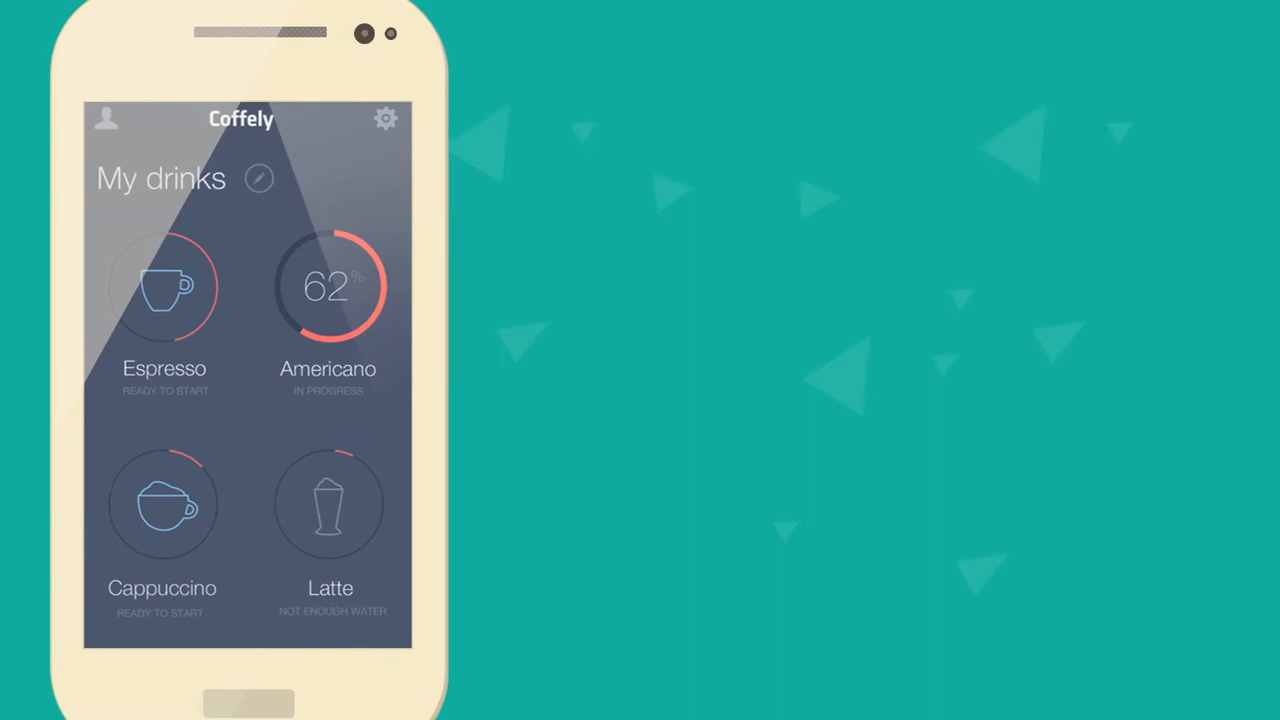 Coffely
My drinks
62%
Espresso
READY TO START
Americano
IN PROGRESS
Cappuccino
READY TO START
Latte
NOT ENOUGH WATER